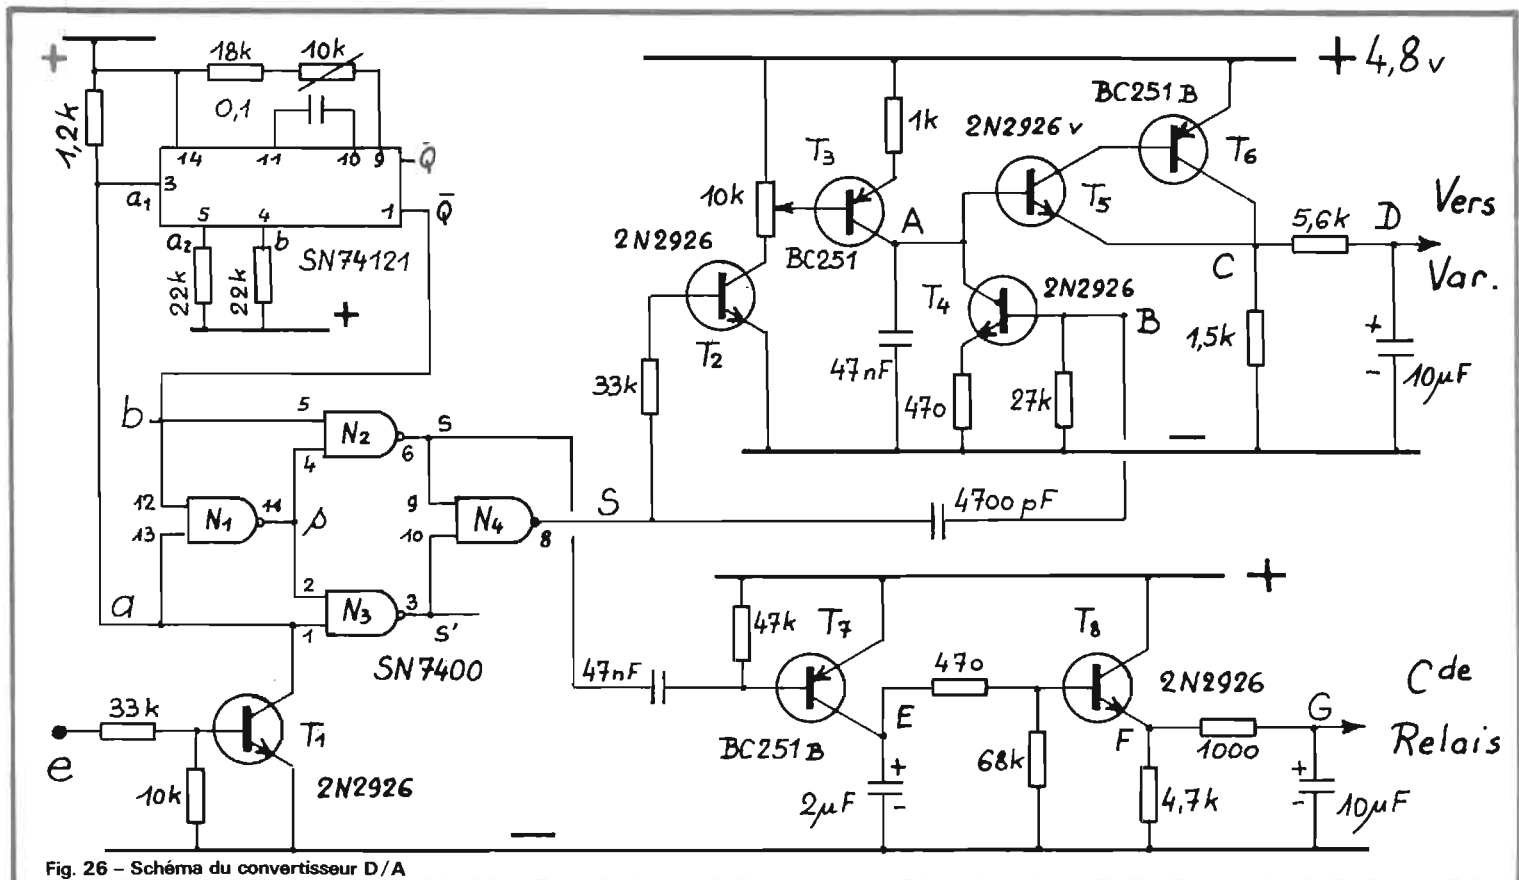 +
18k
10k
0,1
1,2k
14
11
10
9
Q
3
a1
5
4
1
Q̄
a2
b
SN74121
22k
22k
+
b
5
N2
6
S
4
12
13
N1
11
9
10
N4
8
S
a
2
1
N3
3
S'
SN7400
33k
e
10k
T1
2N2926
+ 4,8v
10k
2N2926
T2
33k
T3
BC251
1k
A
47nF
2N2926v
T5
BC251B
T6
T4
2N2926
B
470
27k
C
5,6k
D
Vers
Var.
1,5k
+
-
10µF
-
4700pF
+
47nF
47k
T7
BC251B
E
+
-
2µF
470
68k
T8
2N2926
F
4,7k
1000
G
+
-
10µF
Cde
Relais
-
Fig. 26 – Schéma du convertisseur D/A